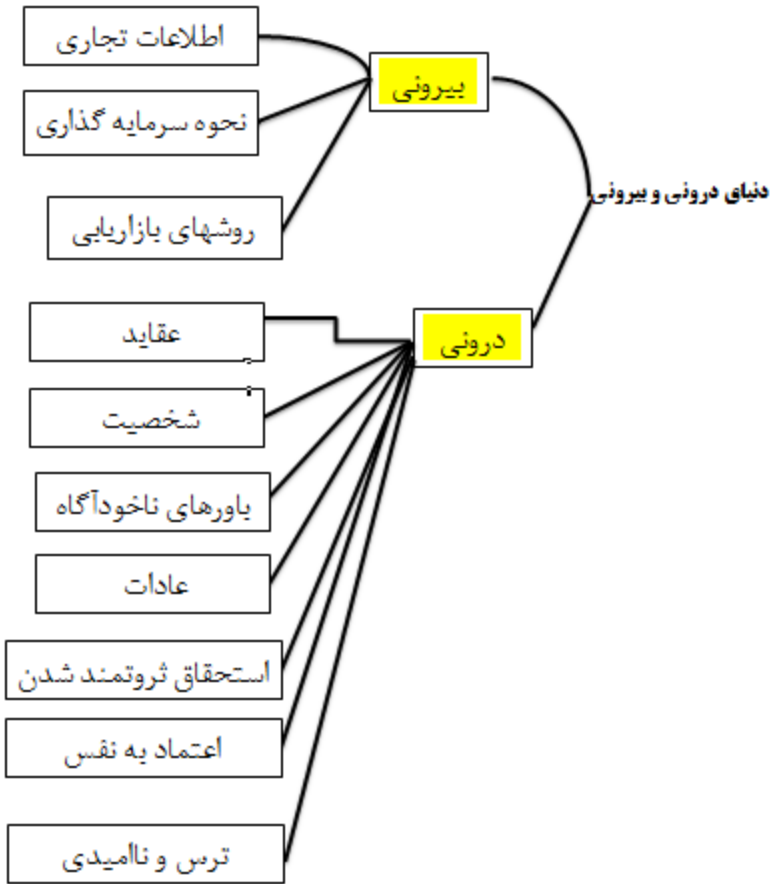 دنیای درونی و بیرونی
بیرونی
اطلاعات تجاری
نحوه سرمایه گذاری
روشهای بازاریابی
درونی
عقاید
شخصیت
باورهای ناخودآگاه
عادات
استحقاق ثروتمند شدن
اعتماد به نفس
ترس و ناامیدی